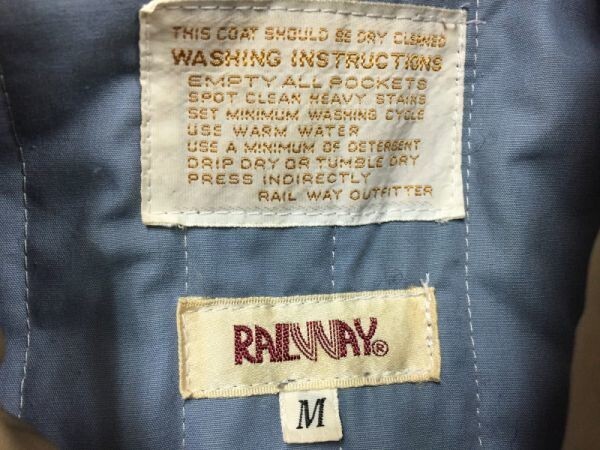 THIS COAT SHOULD BE DRY CLEANED
WASHING INSTRUCTIONS
EMPTY ALL POCKETS
SPOT CLEAN HEAVY STAIRS
SET MINIMUM WASHING CYCLE
USE WARM WATER
USE A MINIMUM OF DETERGENT
DRIP DRY OR TUMBLE DRY
PRESS INDIRECTLY
RAIL WAY OUTFITTER
RAILWAY®
M